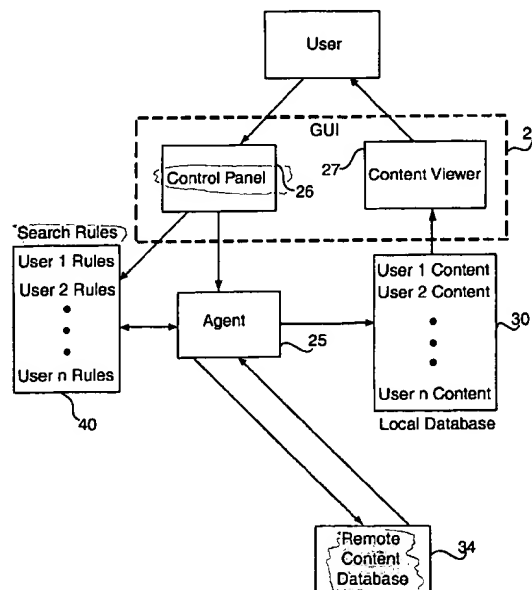 User
GUI
2
Control Panel
26
27
Content Viewer
Search Rules
User 1 Rules
User 2 Rules
User n Rules
40
Agent
25
User 1 Content
User 2 Content
User n Content
30
Local Database
Remote
Content
Database
34